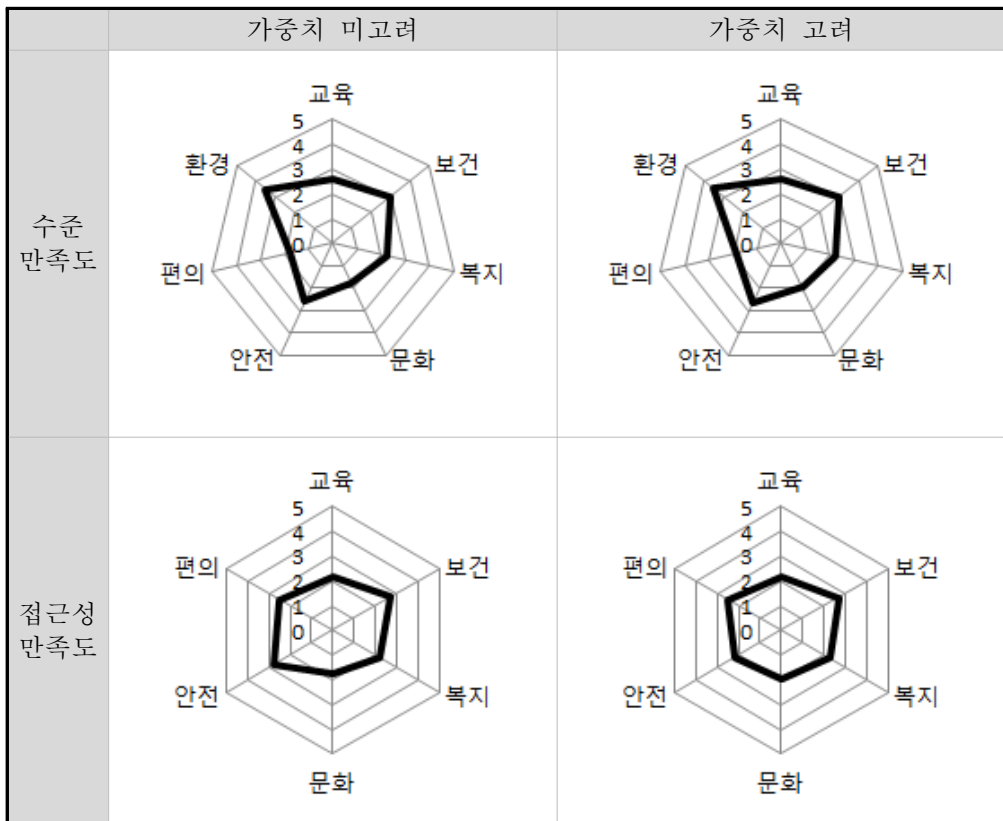 가중치 미고려
가중치 고려
수준
만족도
교육
보건
복지
문화
안전
편의
환경
5
4
3
2
1
0
교육
보건
복지
문화
안전
편의
환경
5
4
3
2
1
0
접근성
만족도
교육
보건
복지
문화
안전
편의
5
4
3
2
1
0
교육
보건
복지
문화
안전
편의
5
4
3
2
1
0